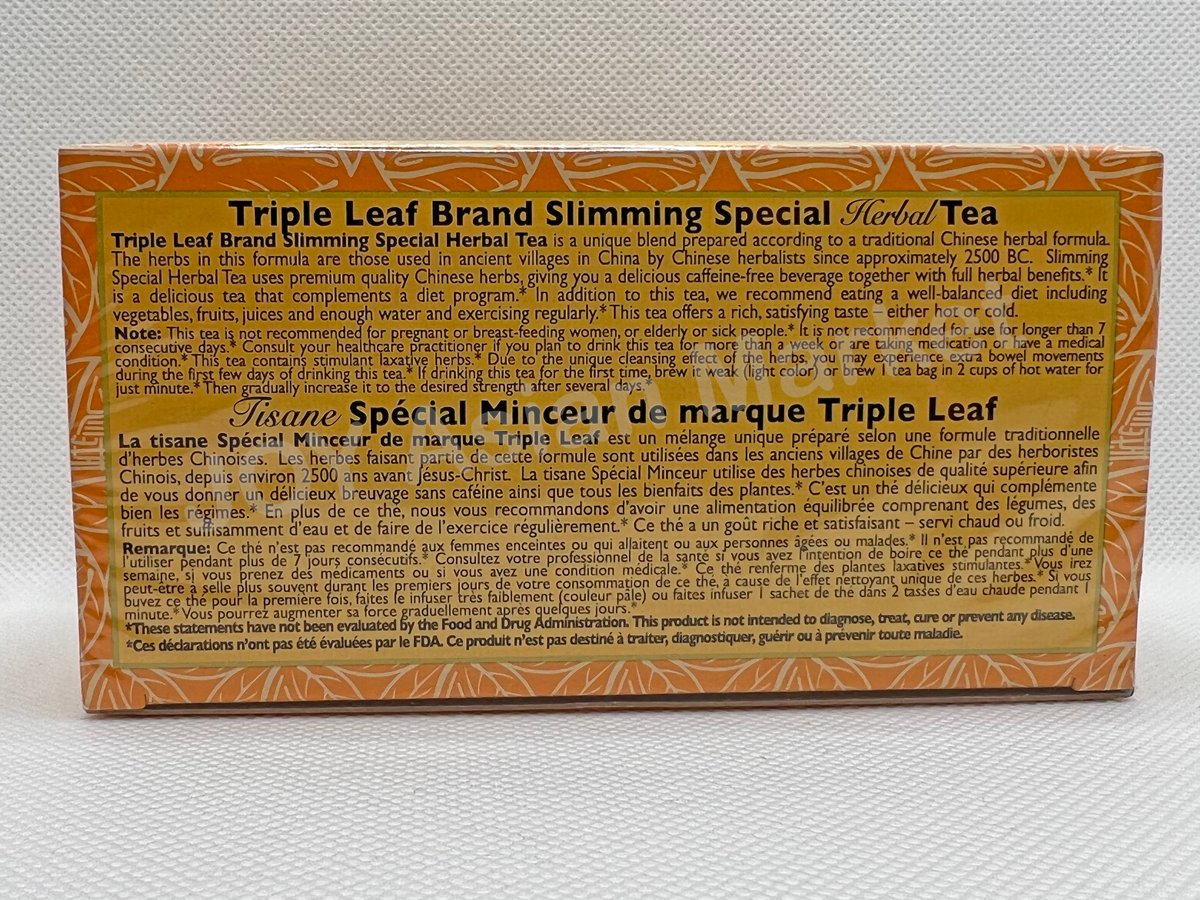 Triple Leaf Brand Slimming Special Herbal Tea
Triple Leaf Brand Slimming Special Herbal Tea is a unique blend prepared according to a traditional Chinese herbal formula.
The herbs in this formula are those used in ancient villages in China by Chinese herbalists since approximately 2500 BC. Slimming
Special Herbal Tea uses premium quality Chinese herbs, giving you a delicious caffeine-free beverage together with full herbal benefits.* It
is a delicious tea that complements a diet program.* In addition to this tea, we recommend eating a well-balanced diet including
vegetables, fruits, juices and enough water and exercising regularly.* This tea offers a rich, satisfying taste – either hot or cold.
Note: This tea is not recommended for pregnant or breast-feeding women, or elderly or sick people.* It is not recommended for use for longer than 7
consecutive days.* Consult your healthcare practitioner if you plan to drink this tea for more than a week or are taking medication or have a medical
condition.* This tea contains stimulant laxative herbs.* Due to the unique cleansing effect of the herbs, you may experience extra bowel movements
during the first few days of drinking this tea.* If drinking this tea for the first time, brew it weak (light color) or brew 1 tea bag in 2 cups of hot water for
just minute.* Then gradually increase it to the desired strength after several days.*
Tisane Spécial Minceur de marque Triple Leaf
La tisane Spécial Minceur de marque Triple Leaf est un mélange unique préparé selon une formule traditionnelle
d'herbes Chinoises. Les herbes faisant partie de cette formule sont utilisées dans les anciens villages de Chine par des herboristes
Chinois, depuis environ 2500 ans avant Jésus-Christ. La tisane Spécial Minceur utilise des herbes chinoises de qualité supérieure afin
de vous donner un délicieux breuvage sans caféine ainsi que tous les bienfaits des plantes.* C'est un thé délicieux qui complémente
bien les régimes.* En plus de ce thé, nous vous recommandons d'avoir une alimentation équilibrée comprenant des légumes, des
fruits et suffisamment d'eau et de faire de l'exercice régulièrement.* Ce thé a un goût riche et satisfaisant – servi chaud ou froid.
Remarque: Ce thé n'est pas recommandé aux femmes enceintes ou qui allaitent ou aux personnes âgées ou malades.* Il n'est pas recommandé de
l'utiliser pendant plus de 7 jours consécutifs.* Consultez votre professionnel de la santé si vous avez l'intention de boire ce thé pendant plus d'une
semaine, si vous prenez des médicaments ou si vous avez une condition médicale.* Ce thé renferme des plantes laxatives stimulantes.* Vous irez
peut-être à selle plus souvent durant les premiers jours de votre consommation de ce thé, à cause de l'effet nettoyant unique de ces herbes.* Si vous
buvez ce thé pour la première fois, faites le infuser très faiblement (couleur pâle) ou faites infuser 1 sachet de thé dans 2 tasses d'eau chaude pendant 1
minute.* Vous pourrez augmenter sa force graduellement après quelques jours.*
*These statements have not been evaluated by the Food and Drug Administration. This product is not intended to diagnose, treat, cure or prevent any disease.
*Ces déclarations n'ont pas été évaluées par le FDA. Ce produit n'est pas destiné à traiter, diagnostiquer, guérir ou à prévenir toute maladie.
Asian Market